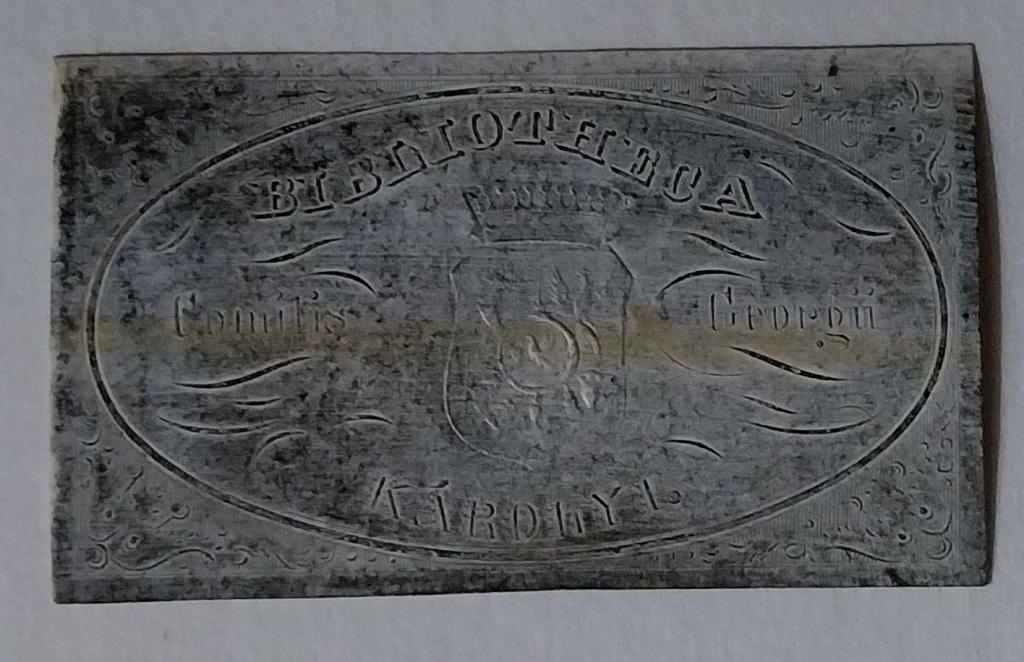 BIBLIOTHECA
Comitis Georgii
KÁROLYI.